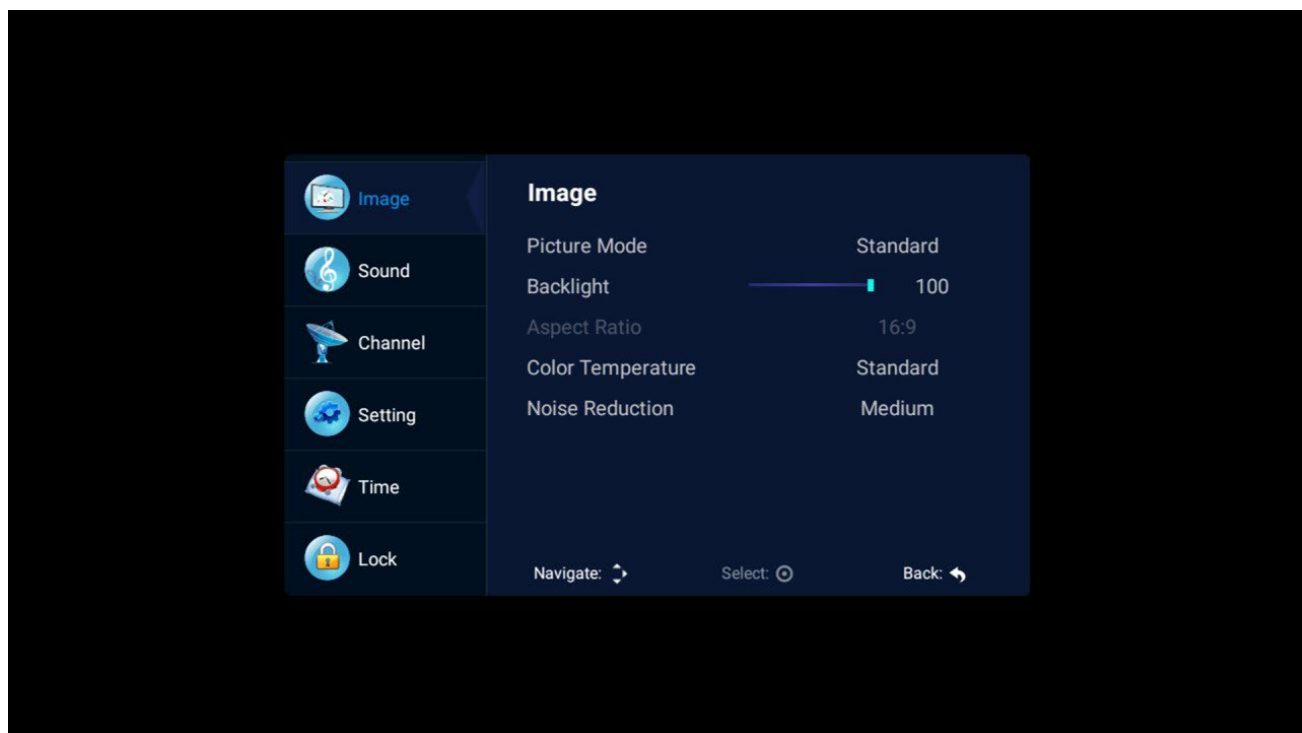 Image
Sound
Channel
Setting
Time
Lock
Image
Picture Mode Standard
Backlight 100
Aspect Ratio 16:9
Color Temperature Standard
Noise Reduction Medium
Navigate: Select: Back: